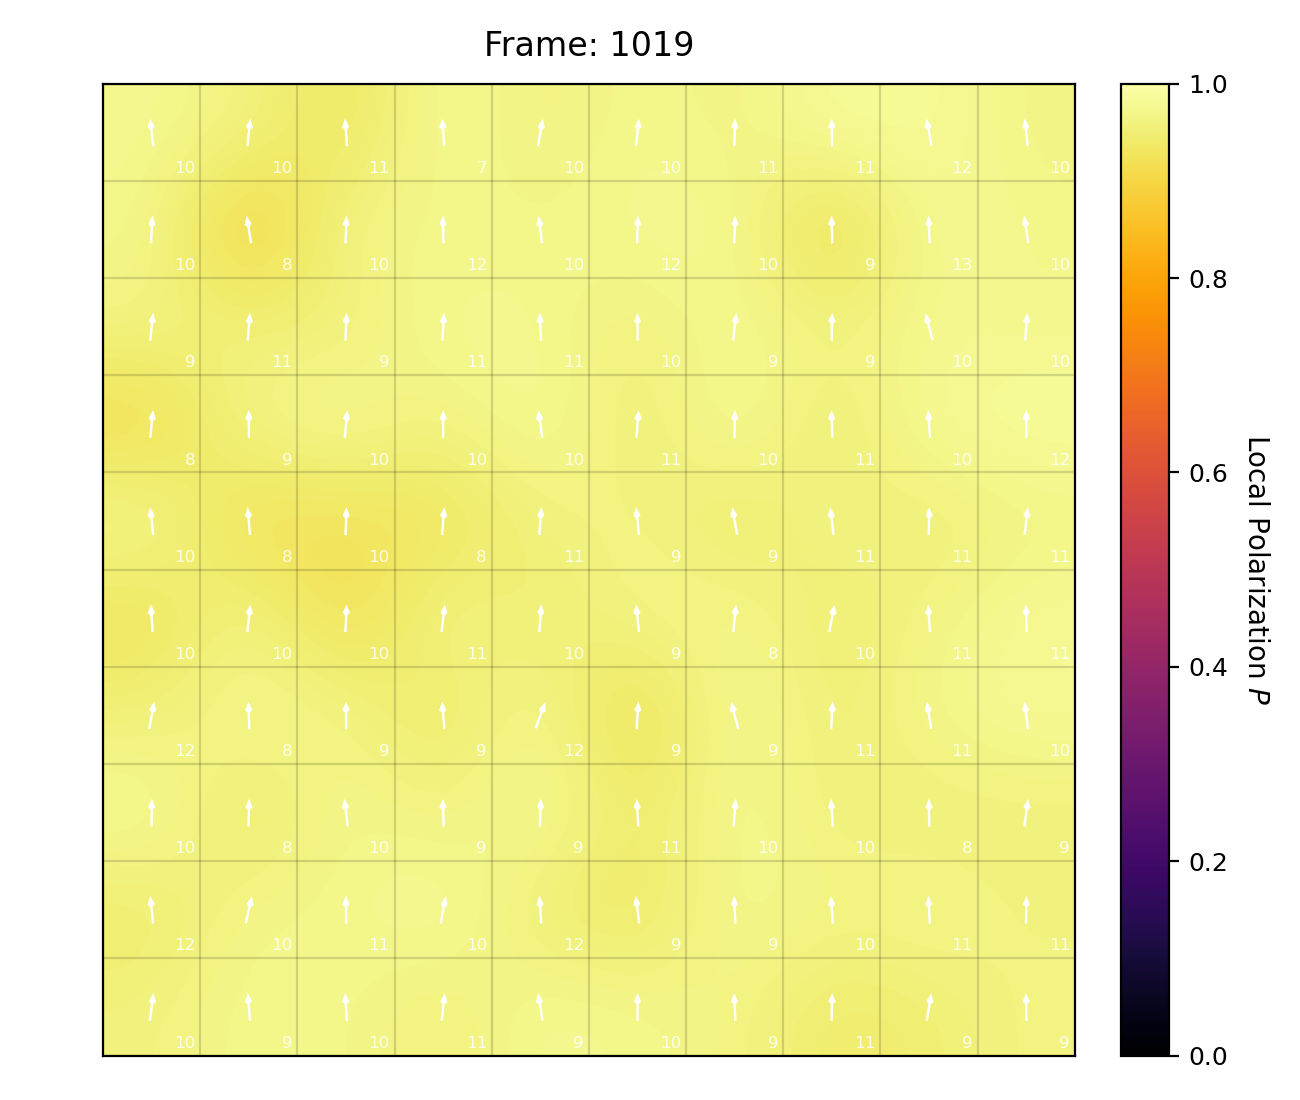 Frame: 1019
10 10 11 7 10 10 11 11 12 10
10 8 10 12 10 12 10 9 13 10
9 11 9 11 11 10 9 9 10 10
8 9 10 10 10 11 10 11 10 12
10 8 10 8 11 9 9 11 11 11
10 10 10 11 10 9 8 10 11 11
12 8 9 9 12 9 9 11 11 10
10 8 10 9 9 11 10 10 8 9
12 10 11 10 12 9 9 10 11 11
10 9 10 11 9 10 9 11 9 9
1.0
0.8
0.6
0.4
0.2
0.0
Local Polarization P